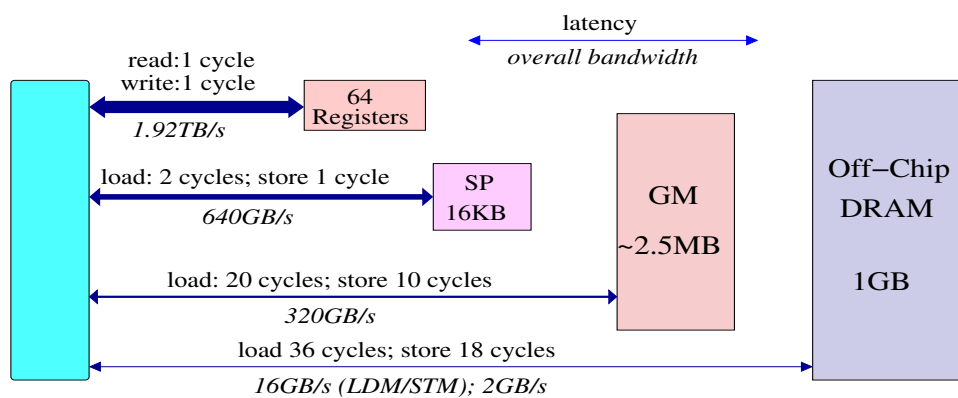 latency
overall bandwidth
read:1 cycle
write:1 cycle
1.92TB/s
64
Registers
load: 2 cycles; store 1 cycle
640GB/s
SP
16KB
GM
~2.5MB
Off−Chip
DRAM
1GB
load: 20 cycles; store 10 cycles
320GB/s
load 36 cycles; store 18 cycles
16GB/s (LDM/STM); 2GB/s